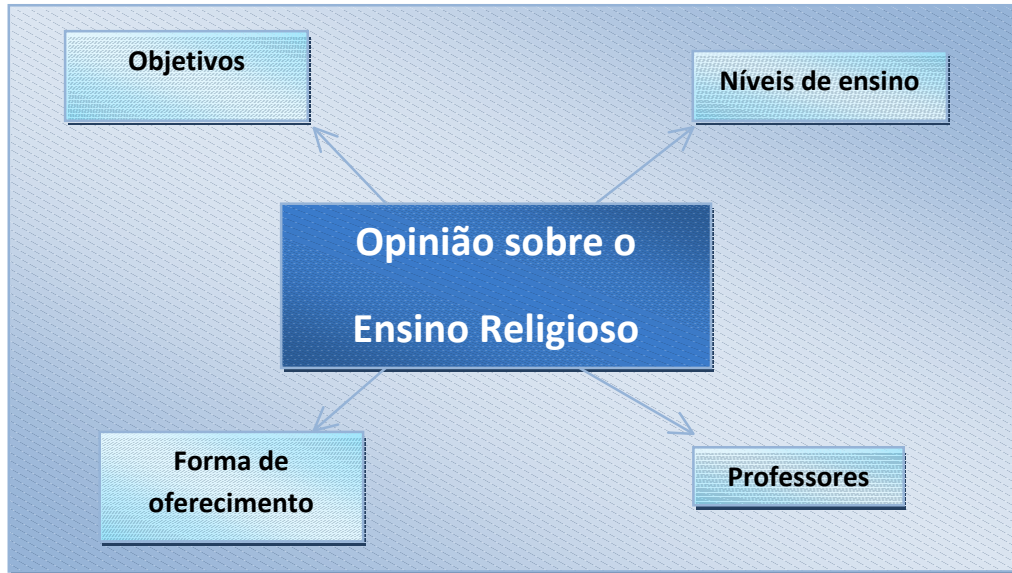 Objetivos
Níveis de ensino
Opinião sobre o
Ensino Religioso
Forma de
oferecimento
Professores